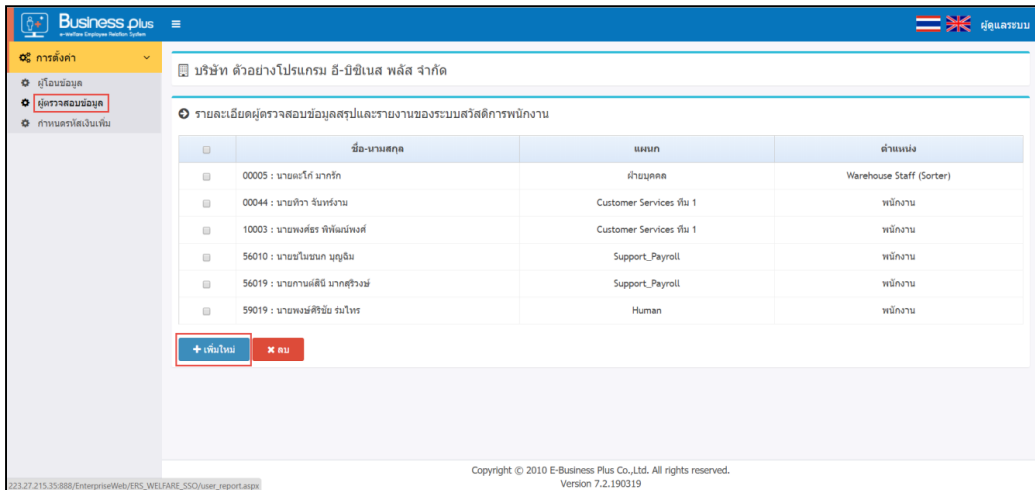 Business plus
e-Welfare Employee Relation System
ผู้ดูแลระบบ
การตั้งค่า
ผู้โอนข้อมูล
ผู้ตรวจสอบข้อมูล
กำหนดรหัสเงินเพิ่ม
บริษัท ตัวอย่างโปรแกรม อี-บิซิเนส พลัส จำกัด
รายละเอียดผู้ตรวจสอบข้อมูลสรุปและรายงานของระบบสวัสดิการพนักงาน
ชื่อ-นามสกุล แผนก ตำแหน่ง
00005 : นายตะโก้ มากรัก ฝ่ายบุคคล Warehouse Staff (Sorter)
00044 : นายทิวา จันทร์งาม Customer Services ทีม 1 พนักงาน
10003 : นายพงศ์ธร พิพัฒน์พงศ์ Customer Services ทีม 1 พนักงาน
56010 : นายชโมชนก บุญฉิม Support_Payroll พนักงาน
56019 : นายกานต์สินี มากสุริวงษ์ Support_Payroll พนักงาน
59019 : นายพงษ์ศิริชัย ร่มไทร Human พนักงาน
เพิ่มใหม่ ลบ
Copyright © 2010 E-Business Plus Co.,Ltd. All rights reserved.
Version 7.2.190319
223.27.215.35:888/EnterpriseWeb/ERS_WELFARE_SSO/user_report.aspx